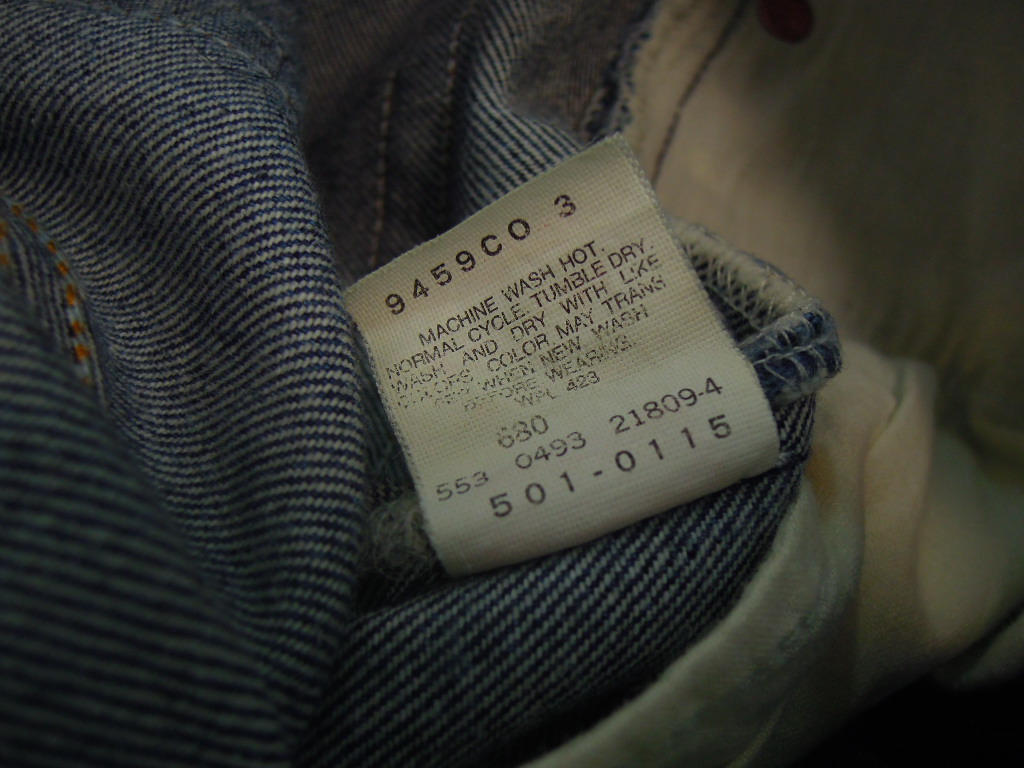 9459CO 3
MACHINE WASH HOT.
NORMAL CYCLE. TUMBLE DRY.
WASH AND DRY WITH LIKE
COLORS COLOR MAY TRANS
WHEN NEW WASH
BEFORE WEARING.
WPL 423
680
553 0493 21809-4
501-0115